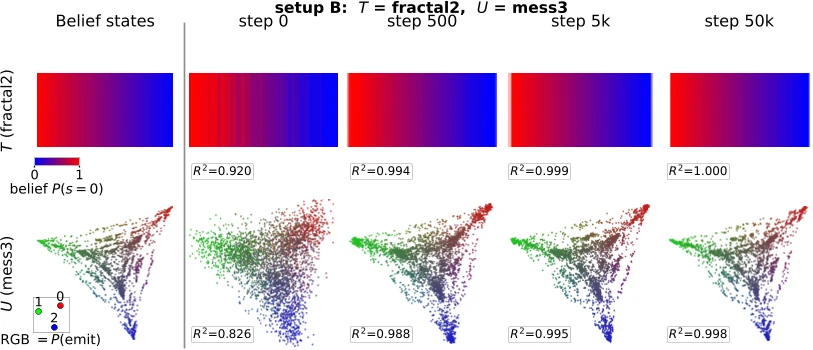 setup B: T = fractal2, U = mess3
Belief states
step 0
step 500
step 5k
step 50k
T (fractal2)
0 1
belief P(s = 0)
R²=0.920
R²=0.994
R²=0.999
R²=1.000
U (mess3)
1 0
2
RGB = P(emit)
R²=0.826
R²=0.988
R²=0.995
R²=0.998